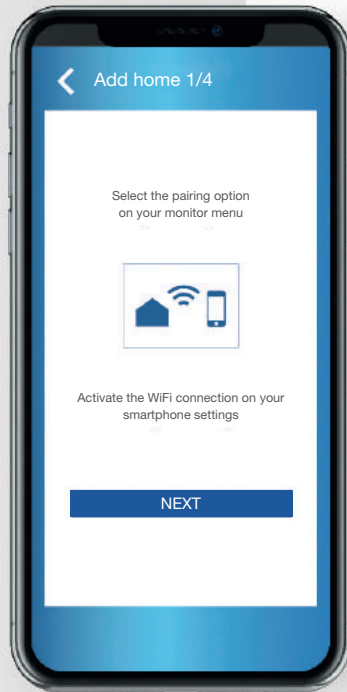 Add home 1/4
Select the pairing option
on your monitor menu
Activate the WiFi connection on your
smartphone settings
NEXT